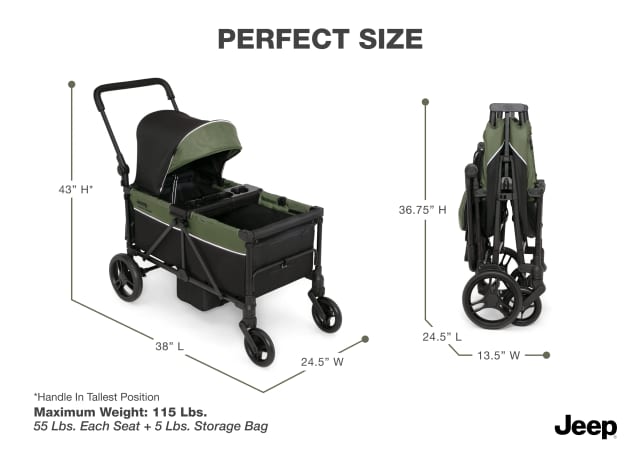 PERFECT SIZE
43” H*
38” L
24.5” W
36.75” H
24.5” L
13.5” W
*Handle In Tallest Position
Maximum Weight: 115 Lbs.
55 Lbs. Each Seat + 5 Lbs. Storage Bag
Jeep